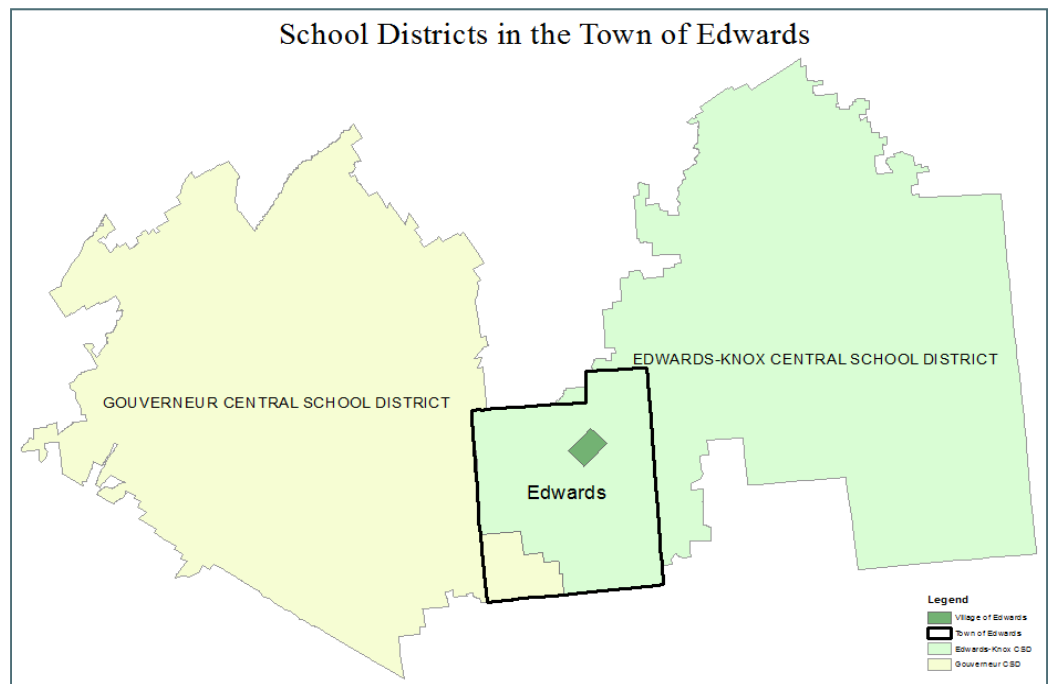 School Districts in the Town of Edwards
EDWARDS-KNOX CENTRAL SCHOOL DISTRICT
GOUVERNEUR CENTRAL SCHOOL DISTRICT
Edwards
Legend
Village of Edwards
Town of Edwards
Edwards-Knox CSD
Gouverneur CSD